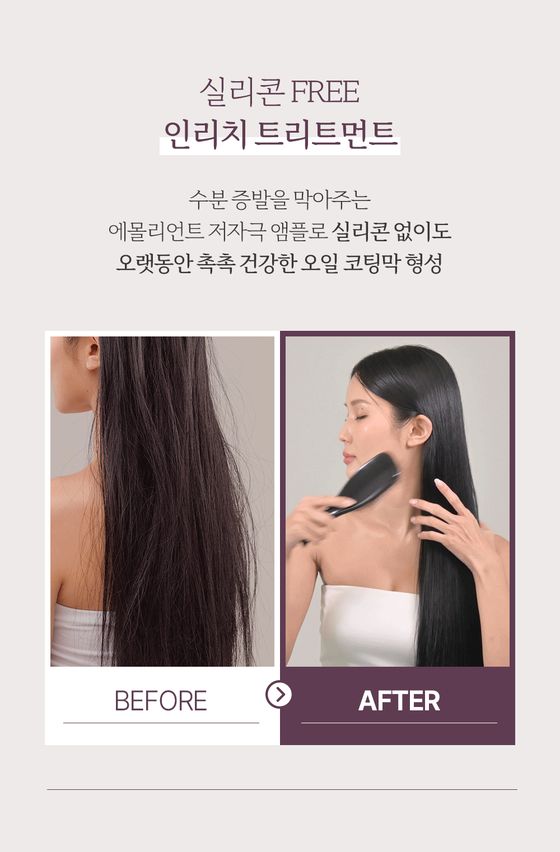 실리콘 FREE
인리치 트리트먼트
수분 증발을 막아주는
에몰리언트 저자극 앰플로 실리콘 없이도
오랫동안 촉촉 건강한 오일 코팅막 형성
BEFORE
AFTER